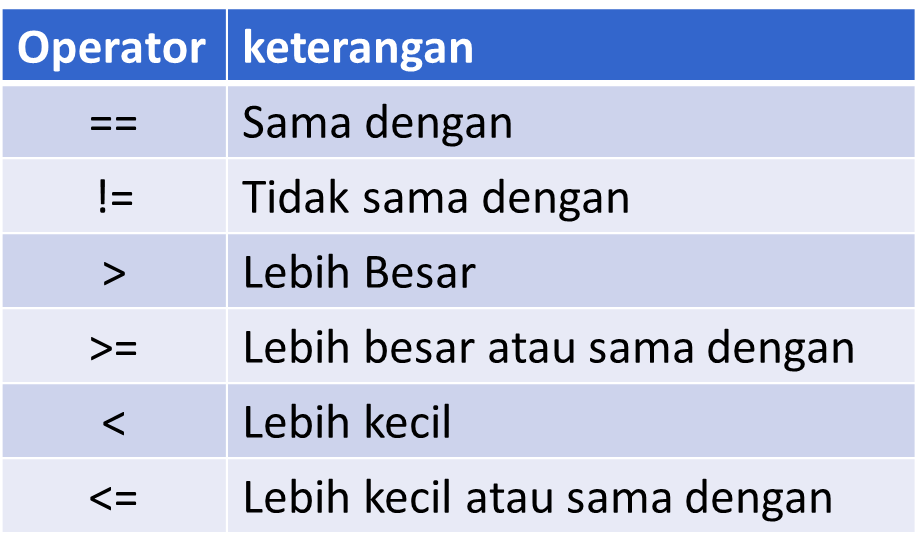 Operator keterangan
== Sama dengan
!= Tidak sama dengan
> Lebih Besar
>= Lebih besar atau sama dengan
< Lebih kecil
<= Lebih kecil atau sama dengan